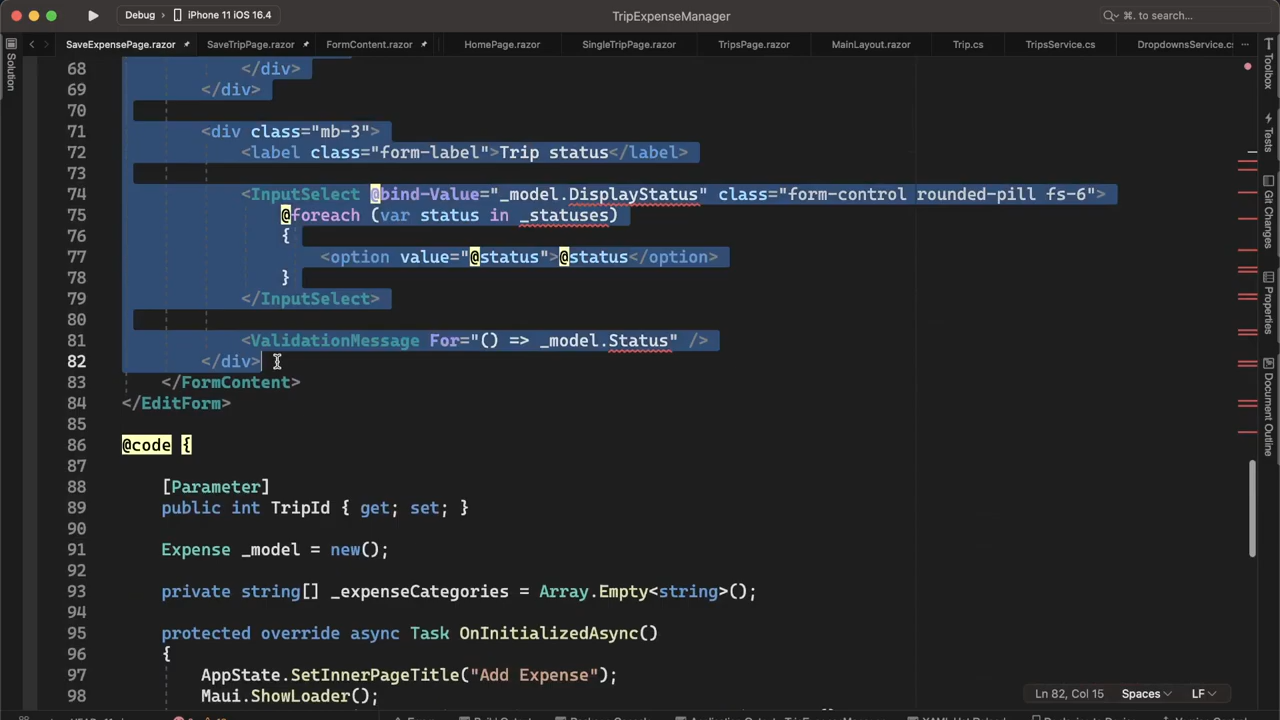 Debug > iPhone 11 iOS 16.4
TripExpenseManager
⌘. to search...
Solution
SaveExpensePage.razor
SaveTripPage.razor
FormContent.razor
HomePage.razor
SingleTripPage.razor
TripsPage.razor
MainLayout.razor
Trip.cs
TripsService.cs
DropdownsService.cs
Toolbox
Tests
Git Changes
Properties
Document Outline
68 </div>
69 </div>
70
71 <div class="mb-3">
72 <label class="form-label">Trip status</label>
73
74 <InputSelect @bind-Value="_model.DisplayStatus" class="form-control rounded-pill fs-6">
75 @foreach (var status in _statuses)
76 {
77 <option value="@status">@status</option>
78 }
79 </InputSelect>
80
81 <ValidationMessage For="() => _model.Status" />
82 </div>
83 </FormContent>
84 </EditForm>
85
86 @code {
87
88 [Parameter]
89 public int TripId { get; set; }
90
91 Expense _model = new();
92
93 private string[] _expenseCategories = Array.Empty<string>();
94
95 protected override async Task OnInitializedAsync()
96 {
97 AppState.SetInnerPageTitle("Add Expense");
98 Maui.ShowLoader();
Ln 82, Col 15 Spaces LF